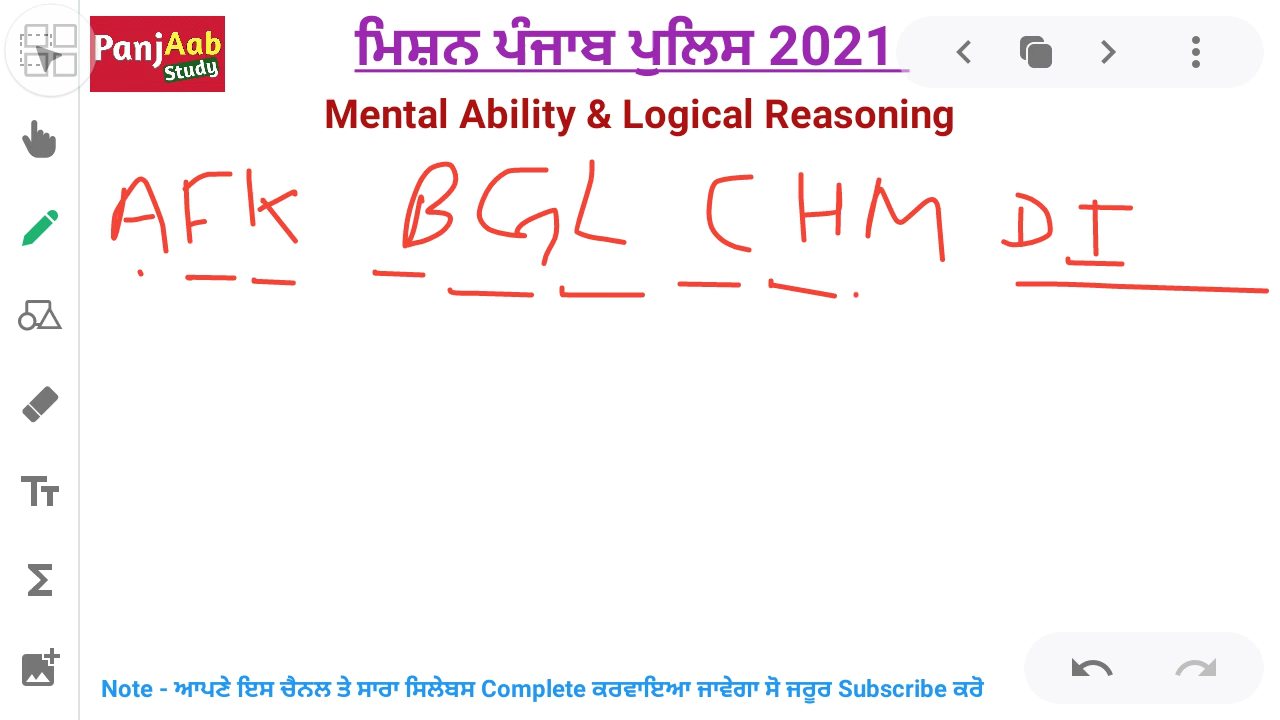 PanjAab
Study
ਮਿਸ਼ਨ ਪੰਜਾਬ ਪੁਲਿਸ 2021
Mental Ability & Logical Reasoning
AFK BGL CHM DI
Tт
Σ
Note - ਆਪਣੇ ਇਸ ਚੈਨਲ ਤੇ ਸਾਰਾ ਸਿਲੇਬਸ Complete ਕਰਵਾਇਆ ਜਾਵੇਗਾ ਸੋ ਜਰੂਰ Subscribe ਕਰੋ